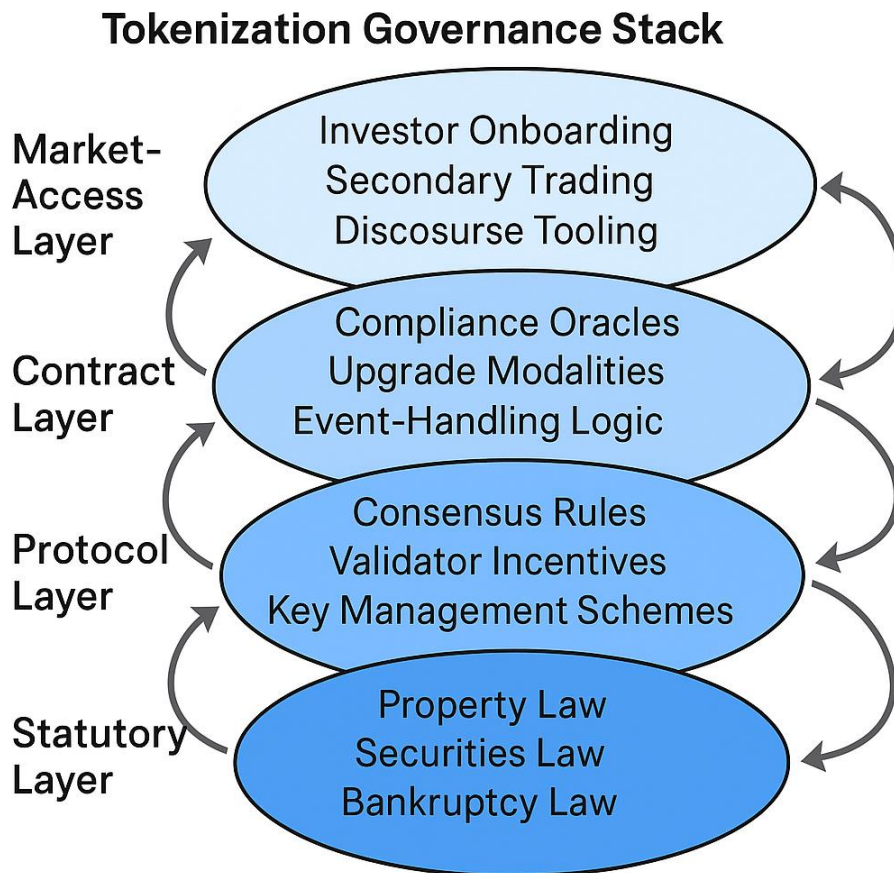 Tokenization Governance Stack
Market-
Access
Layer
Investor Onboarding
Secondary Trading
Discosurse Tooling
Contract
Layer
Compliance Oracles
Upgrade Modalities
Event-Handling Logic
Protocol
Layer
Consensus Rules
Validator Incentives
Key Management Schemes
Statutory
Layer
Property Law
Securities Law
Bankruptcy Law